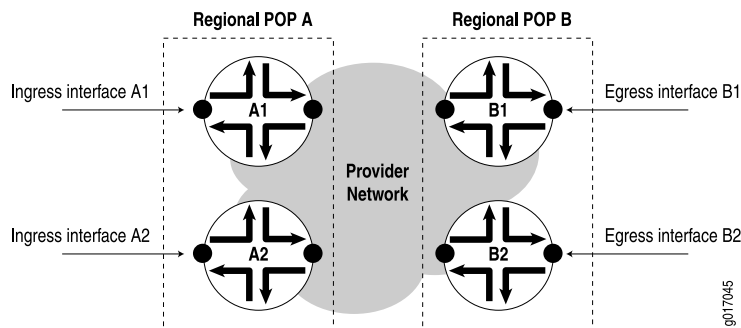 Regional POP A
Regional POP B
Ingress interface A1
A1
B1
Egress interface B1
Provider
Network
Ingress interface A2
A2
B2
Egress interface B2
g017045